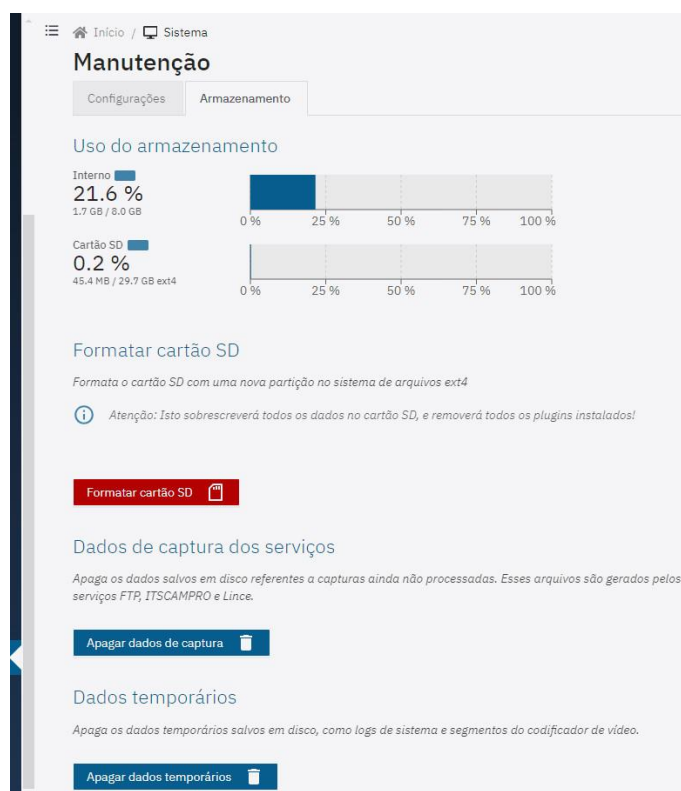 Início / Sistema
Manutenção
Configurações Armazenamento
Uso do armazenamento
Interno
21.6 %
1.7 GB / 8.0 GB
0 % 25 % 50 % 75 % 100 %
Cartão SD
0.2 %
45.4 MB / 29.7 GB ext4
0 % 25 % 50 % 75 % 100 %
Formatar cartão SD
Formata o cartão SD com uma nova partição no sistema de arquivos ext4
Atenção: Isto sobrescreverá todos os dados no cartão SD, e removerá todos os plugins instalados!
Formatar cartão SD
Dados de captura dos serviços
Apaga os dados salvos em disco referentes a capturas ainda não processadas. Esses arquivos são gerados pelos
serviços FTP, ITSCAMPRO e Lince.
Apagar dados de captura
Dados temporários
Apaga os dados temporários salvos em disco, como logs de sistema e segmentos do codificador de vídeo.
Apagar dados temporários